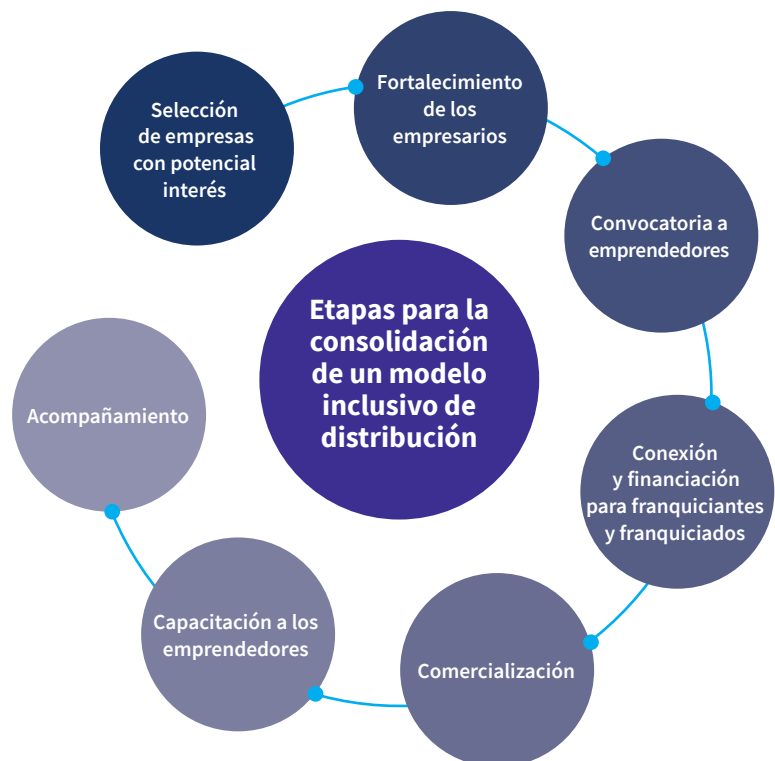 Selección
de empresas
con potencial
interés
Fortalecimiento
de los
empresarios
Convocatoria a
emprendedores
Conexión
y financiación
para franquiciantes
y franquiciados
Comercialización
Capacitación a los
emprendedores
Acompañamiento
Etapas para la
consolidación
de un modelo
inclusivo de
distribución